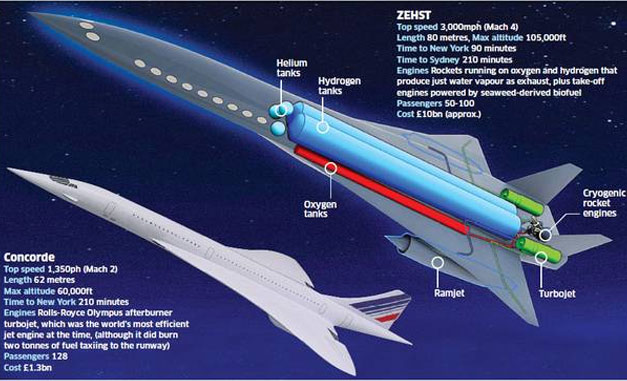 ZEHST
Top speed 3,000mph (Mach 4)
Length 80 metres, Max altitude 105,000ft
Time to New York 90 minutes
Time to Sydney 210 minutes
Engines Rockets running on oxygen and hydrogen that
produce just water vapour as exhaust, plus take-off
engines powered by seaweed-derived biofuel
Passengers 50-100
Cost £10bn (approx.)
Helium
tanks
Hydrogen
tanks
Oxygen
tanks
Cryogenic
rocket
engines
Ramjet
Turbojet
Concorde
Top speed 1,350ph (Mach 2)
Length 62 metres
Max altitude 60,000ft
Time to New York 210 minutes
Engines Rolls-Royce Olympus afterburner
turbojet, which was the world's most efficient
jet engine at the time, (although it did burn
two tonnes of fuel taxiing to the runway)
Passengers 128
Cost £1.3bn